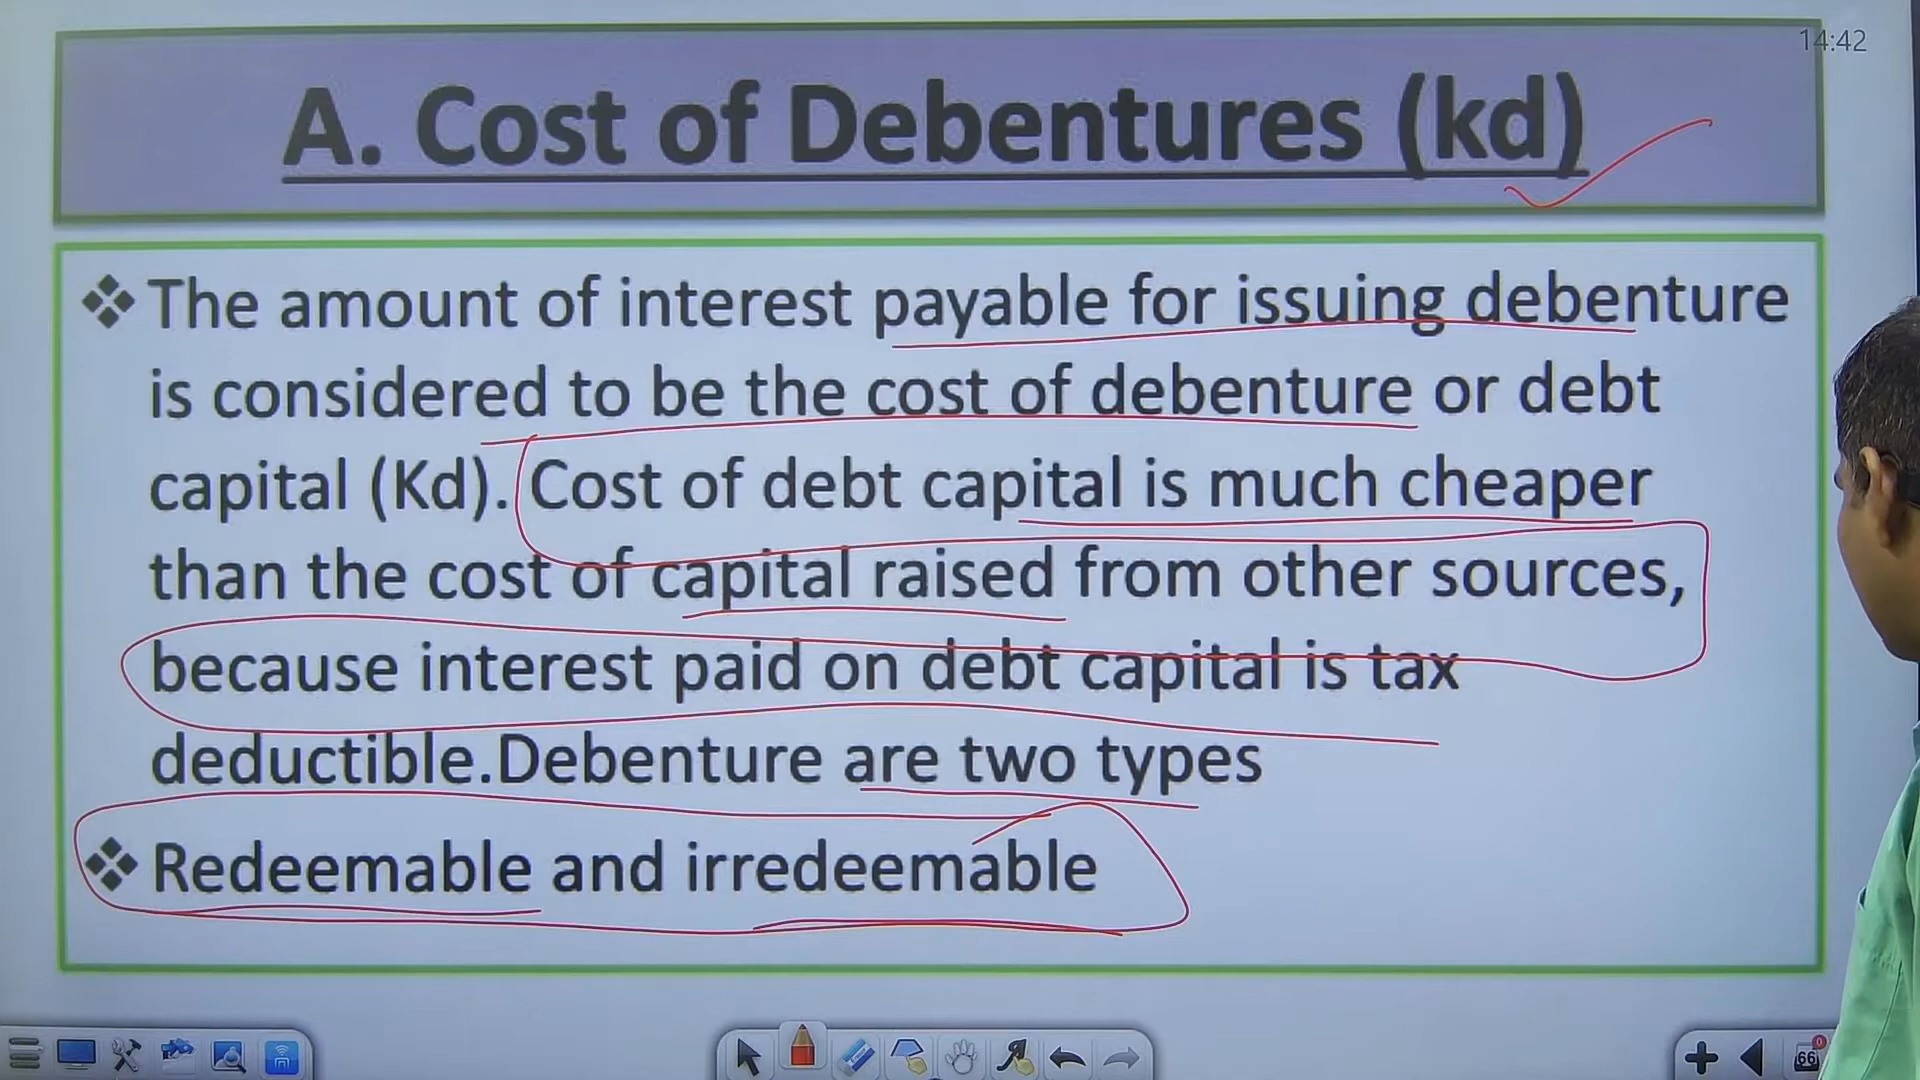 14:42
A. Cost of Debentures (kd)
❖ The amount of interest payable for issuing debenture
is considered to be the cost of debenture or debt
capital (Kd). Cost of debt capital is much cheaper
than the cost of capital raised from other sources,
because interest paid on debt capital is tax
deductible.Debenture are two types
❖ Redeemable and irredeemable
66
0